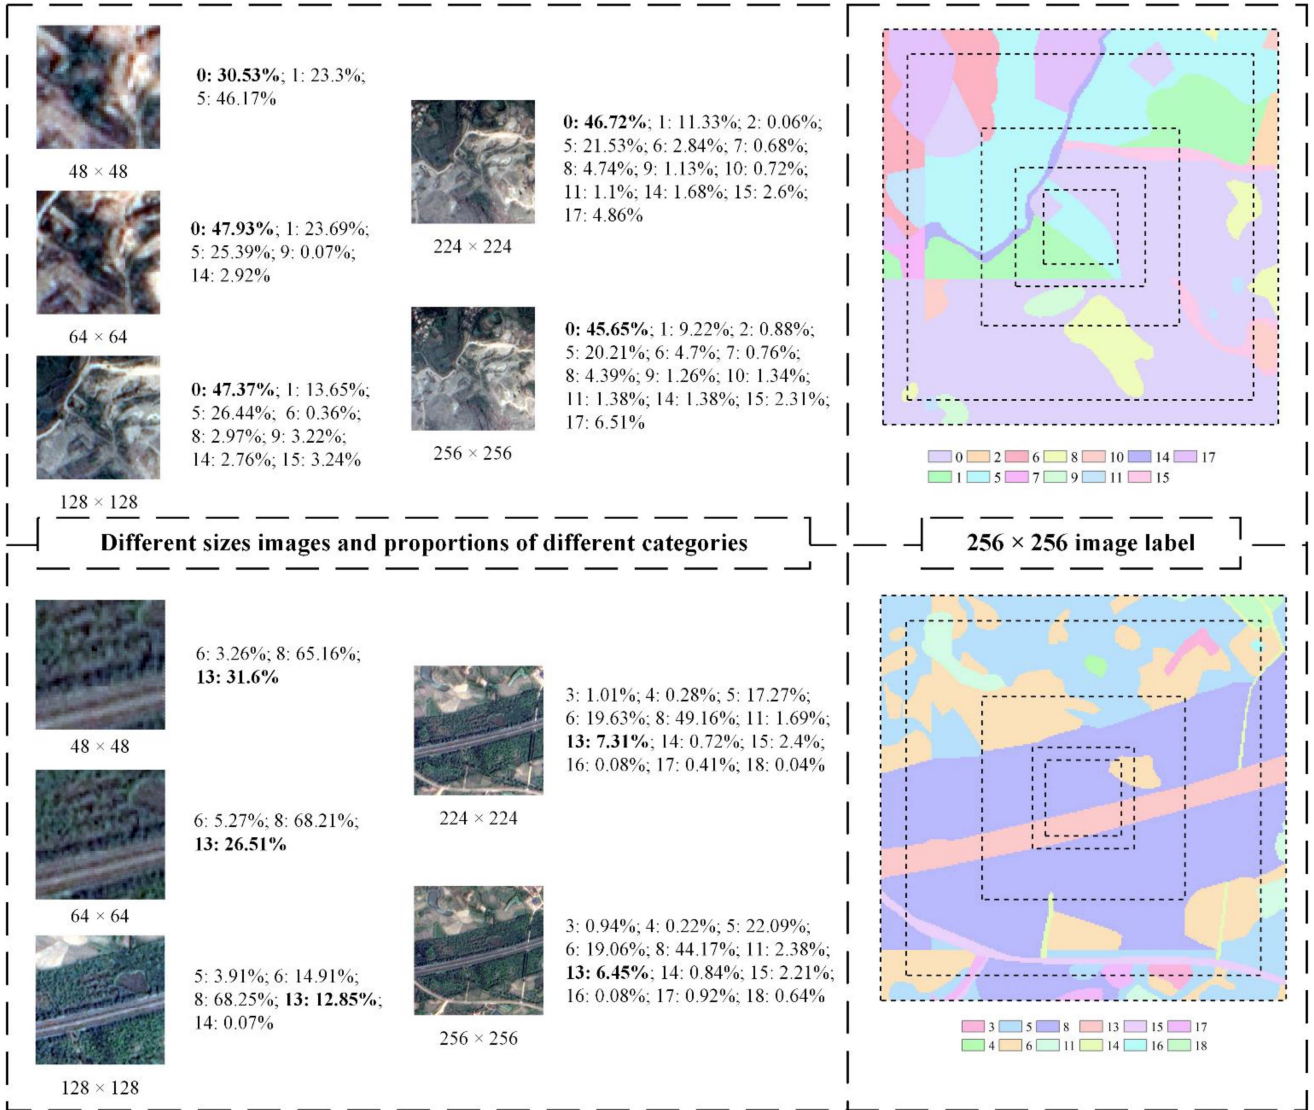 0: 30.53%; 1: 23.3%;
5: 46.17%
48 × 48
0: 47.93%; 1: 23.69%;
5: 25.39%; 9: 0.07%;
14: 2.92%
64 × 64
0: 47.37%; 1: 13.65%;
5: 26.44%; 6: 0.36%;
8: 2.97%; 9: 3.22%;
14: 2.76%; 15: 3.24%
128 × 128
0: 46.72%; 1: 11.33%; 2: 0.06%;
5: 21.53%; 6: 2.84%; 7: 0.68%;
8: 4.74%; 9: 1.13%; 10: 0.72%;
11: 1.1%; 14: 1.68%; 15: 2.6%;
17: 4.86%
224 × 224
0: 45.65%; 1: 9.22%; 2: 0.88%;
5: 20.21%; 6: 4.7%; 7: 0.76%;
8: 4.39%; 9: 1.26%; 10: 1.34%;
11: 1.38%; 14: 1.38%; 15: 2.31%;
17: 6.51%
256 × 256
0 2 6 8 10 14 17
1 5 7 9 11 15
Different sizes images and proportions of different categories
256 × 256 image label
6: 3.26%; 8: 65.16%;
13: 31.6%
48 × 48
6: 5.27%; 8: 68.21%;
13: 26.51%
64 × 64
5: 3.91%; 6: 14.91%;
8: 68.25%; 13: 12.85%;
14: 0.07%
128 × 128
3: 1.01%; 4: 0.28%; 5: 17.27%;
6: 19.63%; 8: 49.16%; 11: 1.69%;
13: 7.31%; 14: 0.72%; 15: 2.4%;
16: 0.08%; 17: 0.41%; 18: 0.04%
224 × 224
3: 0.94%; 4: 0.22%; 5: 22.09%;
6: 19.06%; 8: 44.17%; 11: 2.38%;
13: 6.45%; 14: 0.84%; 15: 2.21%;
16: 0.08%; 17: 0.92%; 18: 0.64%
256 × 256
3 5 8 13 15 17
4 6 11 14 16 18